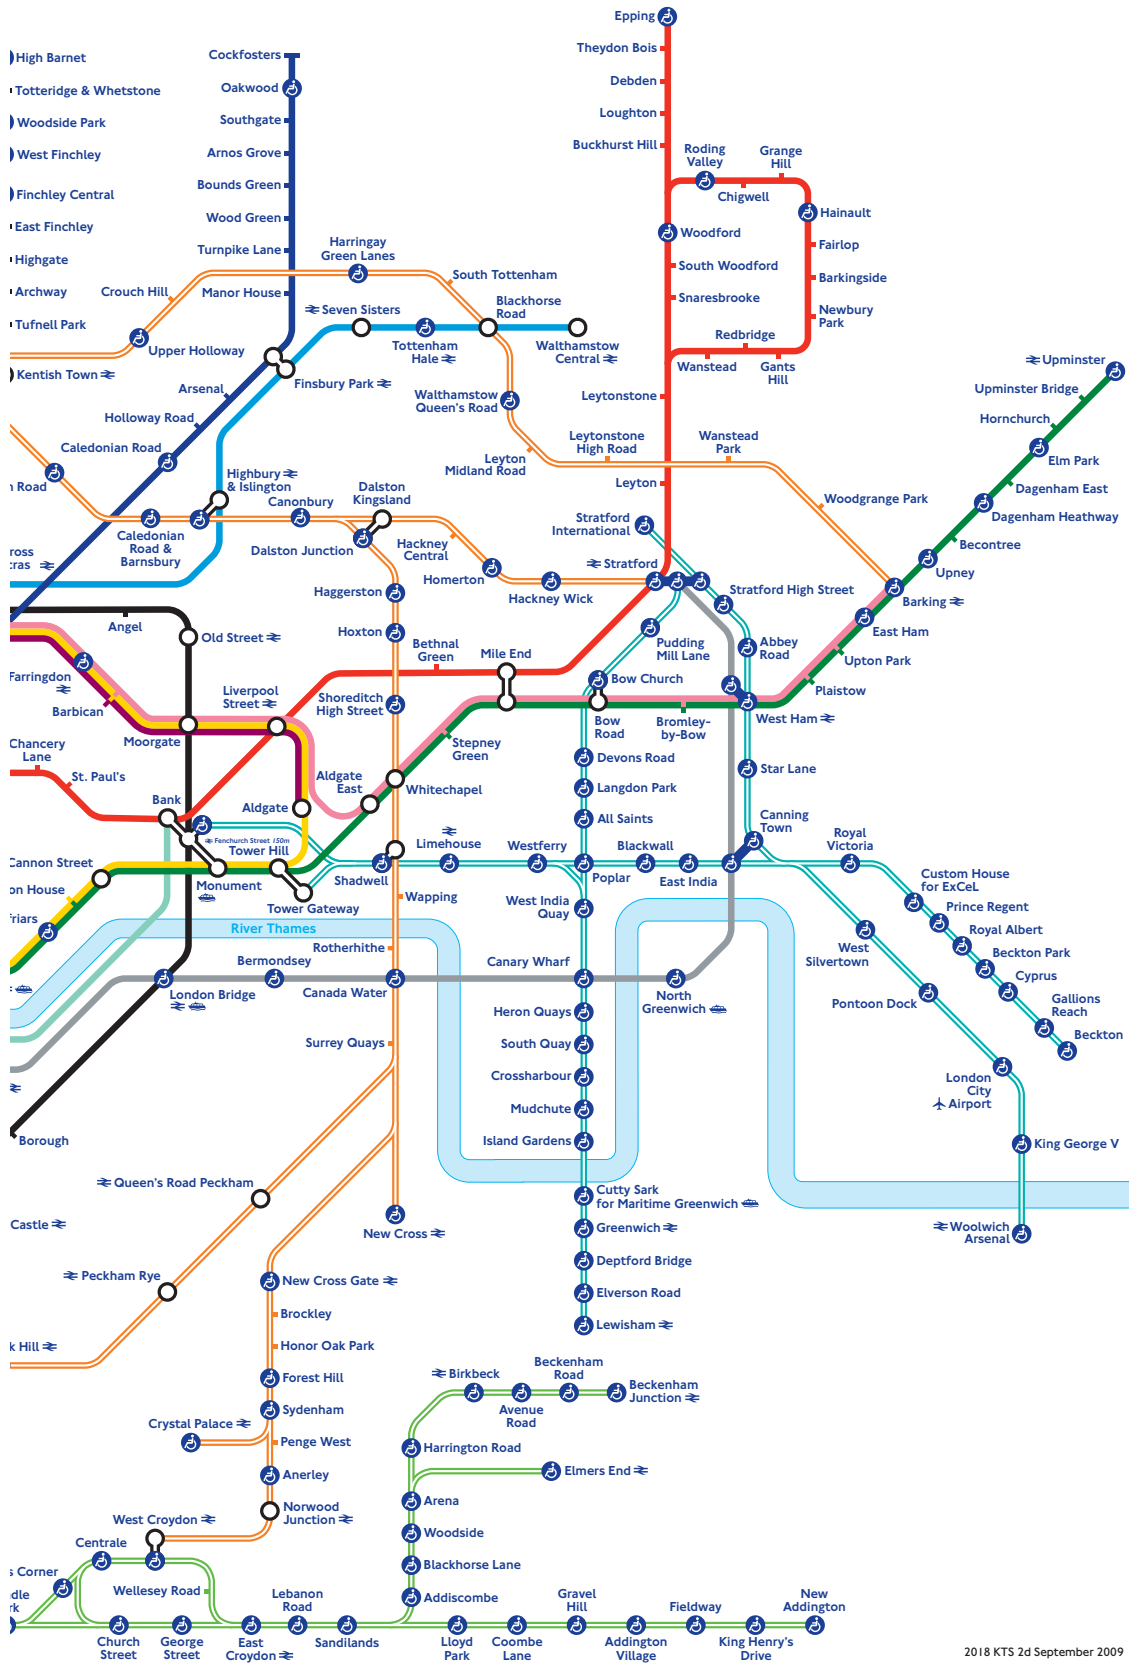 Epping
Theydon Bois
Debden
Loughton
Buckhurst Hill
High Barnet
Totteridge & Whetstone
Woodside Park
West Finchley
Finchley Central
East Finchley
Highgate
Archway
Tufnell Park
Kentish Town
Cockfosters
Oakwood
Southgate
Arnos Grove
Bounds Green
Wood Green
Turnpike Lane
Manor House
Harringay
Green Lanes
Crouch Hill
Upper Holloway
South Tottenham
Seven Sisters
Blackhorse
Road
Tottenham
Hale
Walthamstow
Central
Finsbury Park
Arsenal
Holloway Road
Caledonian Road
Walthamstow
Queen's Road
Roding
Valley
Grange
Hill
Chigwell
Hainault
Woodford
Fairlop
South Woodford
Barkingside
Snaresbrooke
Newbury
Park
Redbridge
Wanstead
Gants
Hill
Upminster
Upminster Bridge
Hornchurch
Elm Park
Dagenham East
Dagenham Heathway
Becontree
Upney
Barking
East Ham
Upton Park
Plaistow
Leytonstone
Leytonstone
High Road
Wanstead
Park
Leyton
Midland Road
Leyton
Woodgrange Park
n Road
Highbury
& Islington
Canonbury
Dalston
Kingsland
Caledonian
Road &
Barnsbury
Dalston Junction
Hackney
Central
Homerton
Hackney Wick
Stratford
International
Stratford
Stratford High Street
Abbey
Road
Pudding
Mill Lane
Bow Church
West Ham
Star Lane
ross
cras
Angel
Old Street
Haggerston
Hoxton
Bethnal
Green
Mile End
Shoreditch
High Street
Farringdon
Barbican
Liverpool
Street
Moorgate
Chancery
Lane
St. Paul's
Bank
Aldgate
East
Aldgate
Stepney
Green
Whitechapel
Bow
Road
Bromley-
by-Bow
Devons Road
Langdon Park
All Saints
Canning
Town
Fenchurch Street 150m
Tower Hill
Limehouse
Westferry
Blackwall
Royal
Victoria
Cannon Street
Monument
Shadwell
Poplar
East India
Custom House
for ExCeL
on House
Tower Gateway
Wapping
West India
Quay
Prince Regent
friars
River Thames
Royal Albert
Rotherhithe
Beckton Park
West
Silvertown
Bermondsey
Canary Wharf
Cyprus
London Bridge
Canada Water
North
Greenwich
Pontoon Dock
Gallions
Reach
Heron Quays
Beckton
Surrey Quays
South Quay
Crossharbour
London
City
Airport
Mudchute
Borough
Island Gardens
King George V
Queen's Road Peckham
Cutty Sark
for Maritime Greenwich
Castle
New Cross
Greenwich
Woolwich
Arsenal
Deptford Bridge
Peckham Rye
New Cross Gate
Elverson Road
Brockley
Lewisham
k Hill
Honor Oak Park
Forest Hill
Birkbeck
Beckenham
Road
Beckenham
Junction
Avenue
Road
Sydenham
Crystal Palace
Penge West
Harrington Road
Anerley
Elmers End
Arena
Norwood
Junction
West Croydon
Woodside
Centrale
Blackhorse Lane
s Corner
Wellesey Road
Addiscombe
dle
rk
Lebanon
Road
Gravel
Hill
Fieldway
New
Addington
Church
Street
George
Street
East
Croydon
Sandilands
Lloyd
Park
Coombe
Lane
Addington
Village
King Henry's
Drive
2018 KTS 2d September 2009